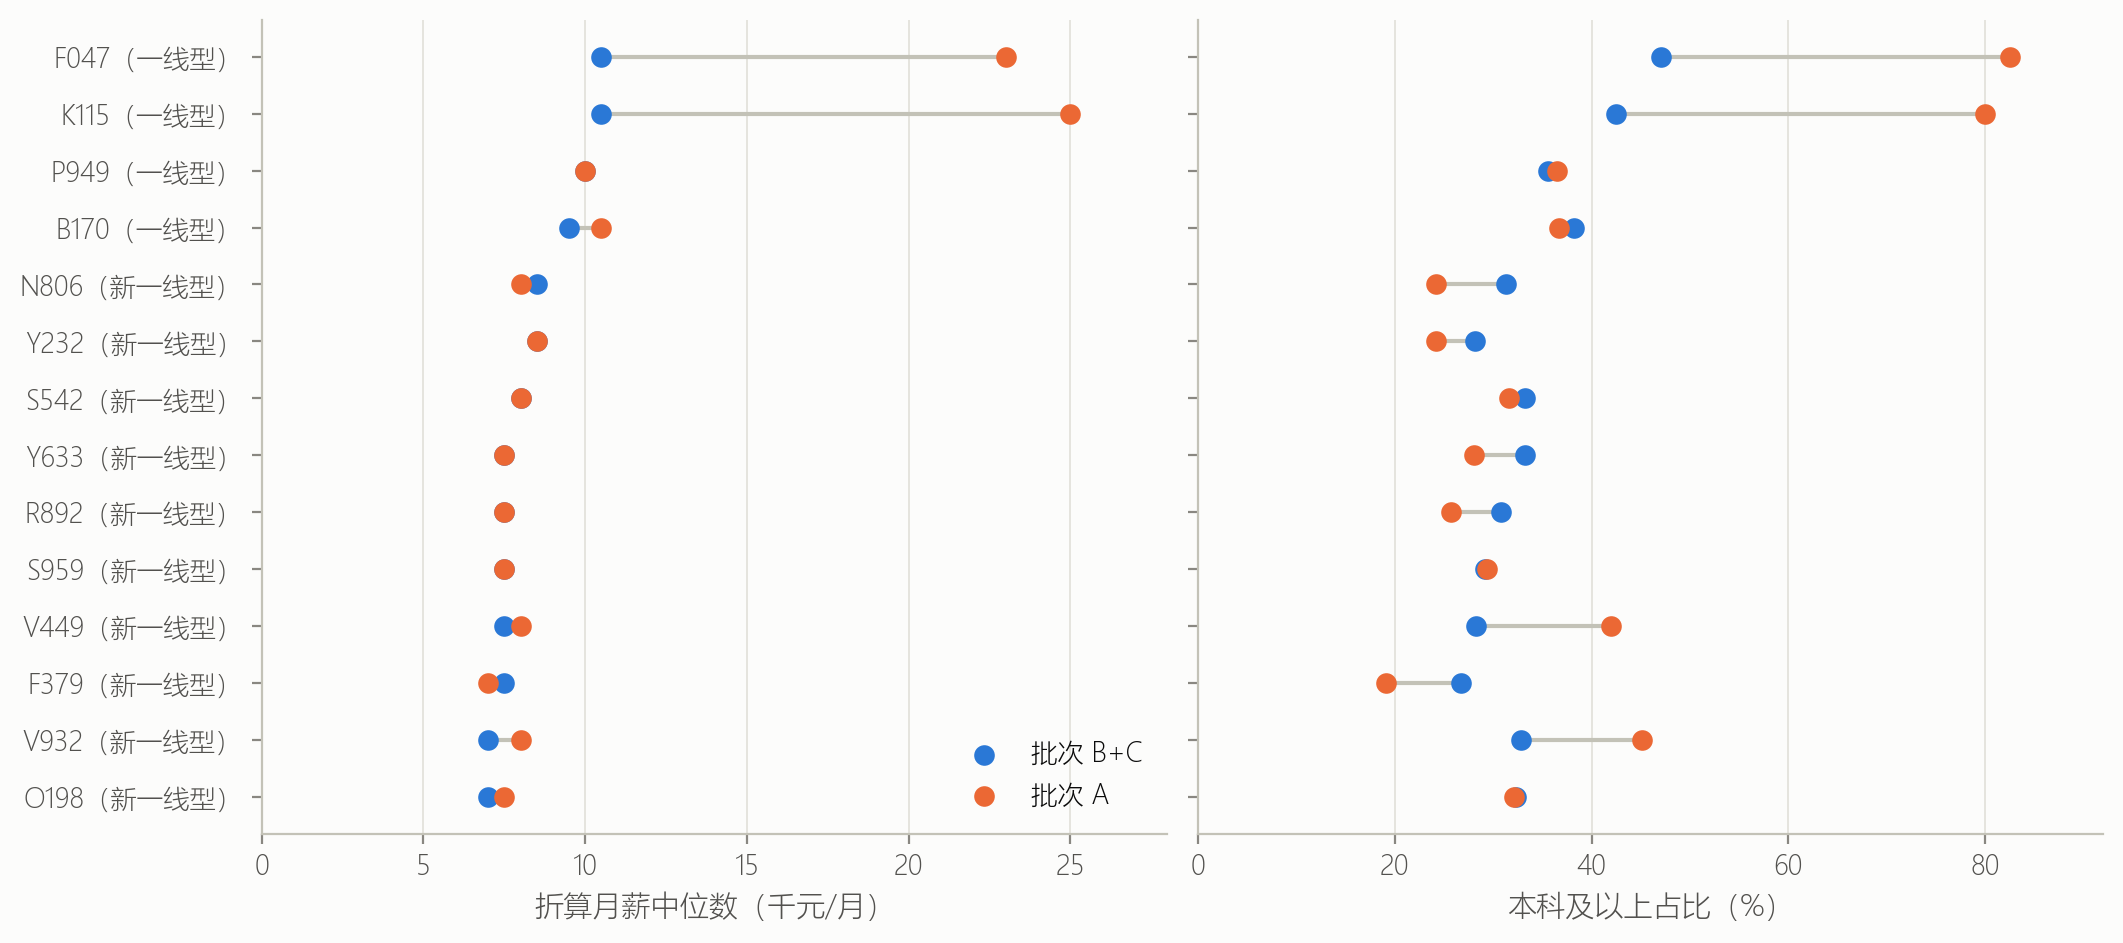 F047（一线型）
K115（一线型）
P949（一线型）
B170（一线型）
N806（新一线型）
Y232（新一线型）
S542（新一线型）
Y633（新一线型）
R892（新一线型）
S959（新一线型）
V449（新一线型）
F379（新一线型）
V932（新一线型）
O198（新一线型）
批次 B+C
批次 A
0 5 10 15 20 25
折算月薪中位数（千元/月）
0 20 40 60 80
本科及以上占比（%）